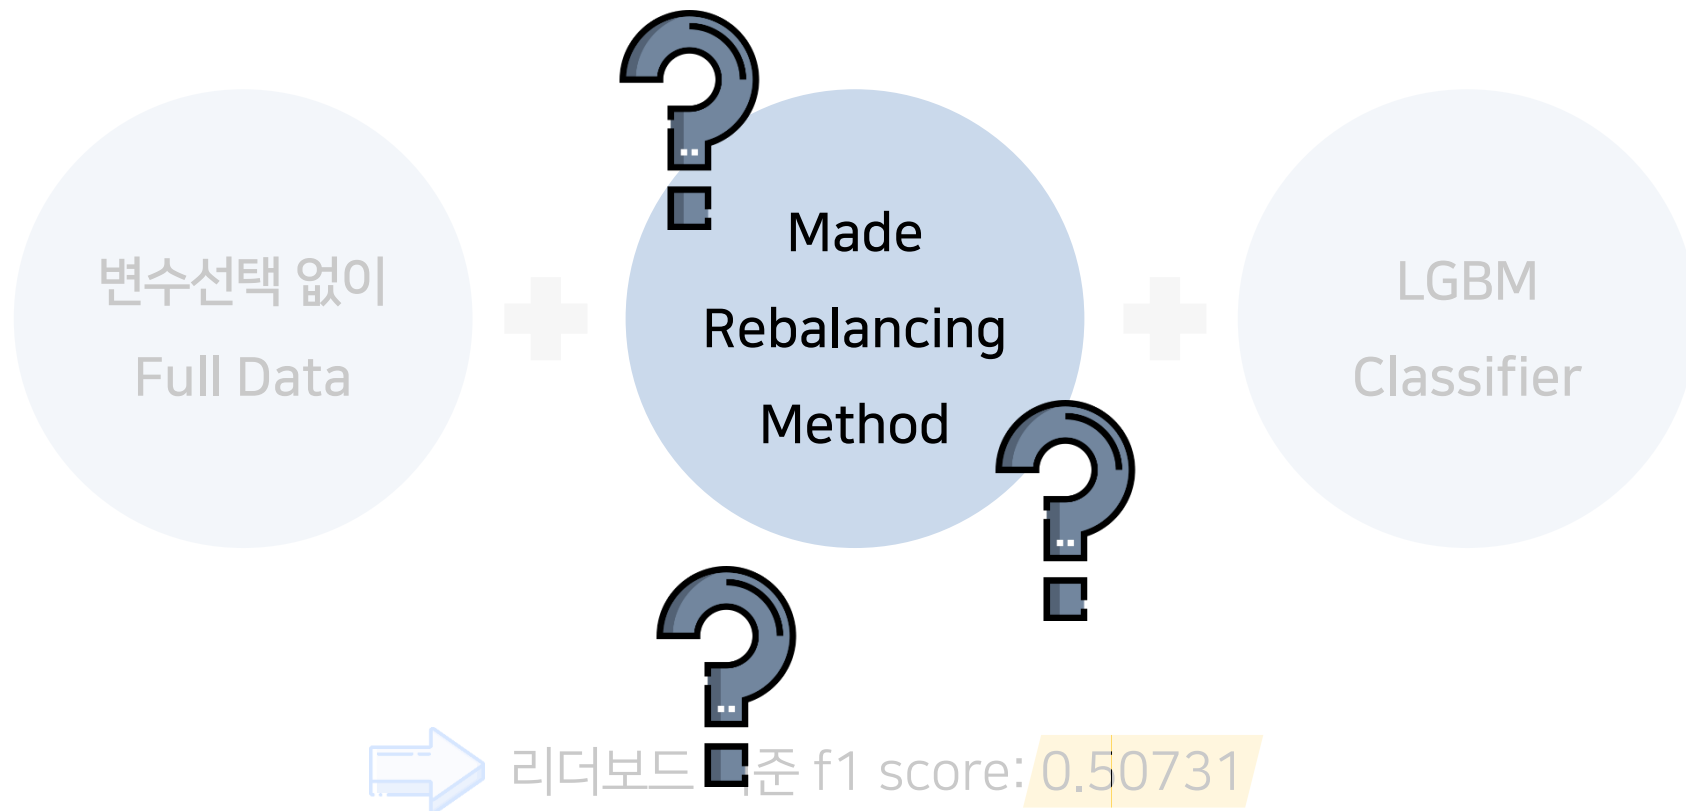 변수선택 없이
Full Data
Made
Rebalancing
Method
LGBM
Classifier
리더보드 준 f1 score: 0.50731